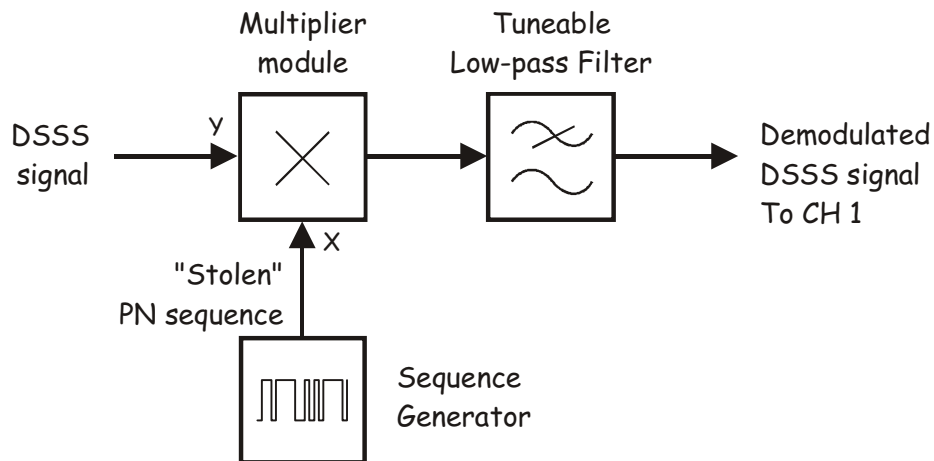 Multiplier
module
Tuneable
Low-pass Filter
DSSS
signal
Y
X
Demodulated
DSSS signal
To CH 1
"Stolen"
PN sequence
Sequence
Generator